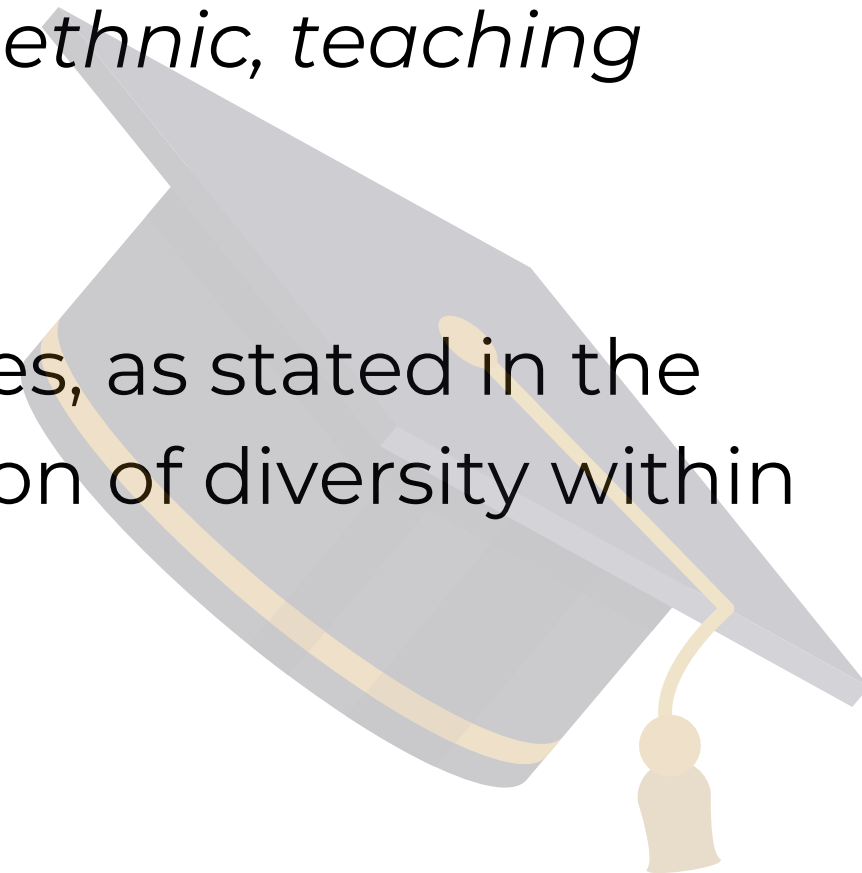 ethnic, teaching
es, as stated in the
on of diversity within